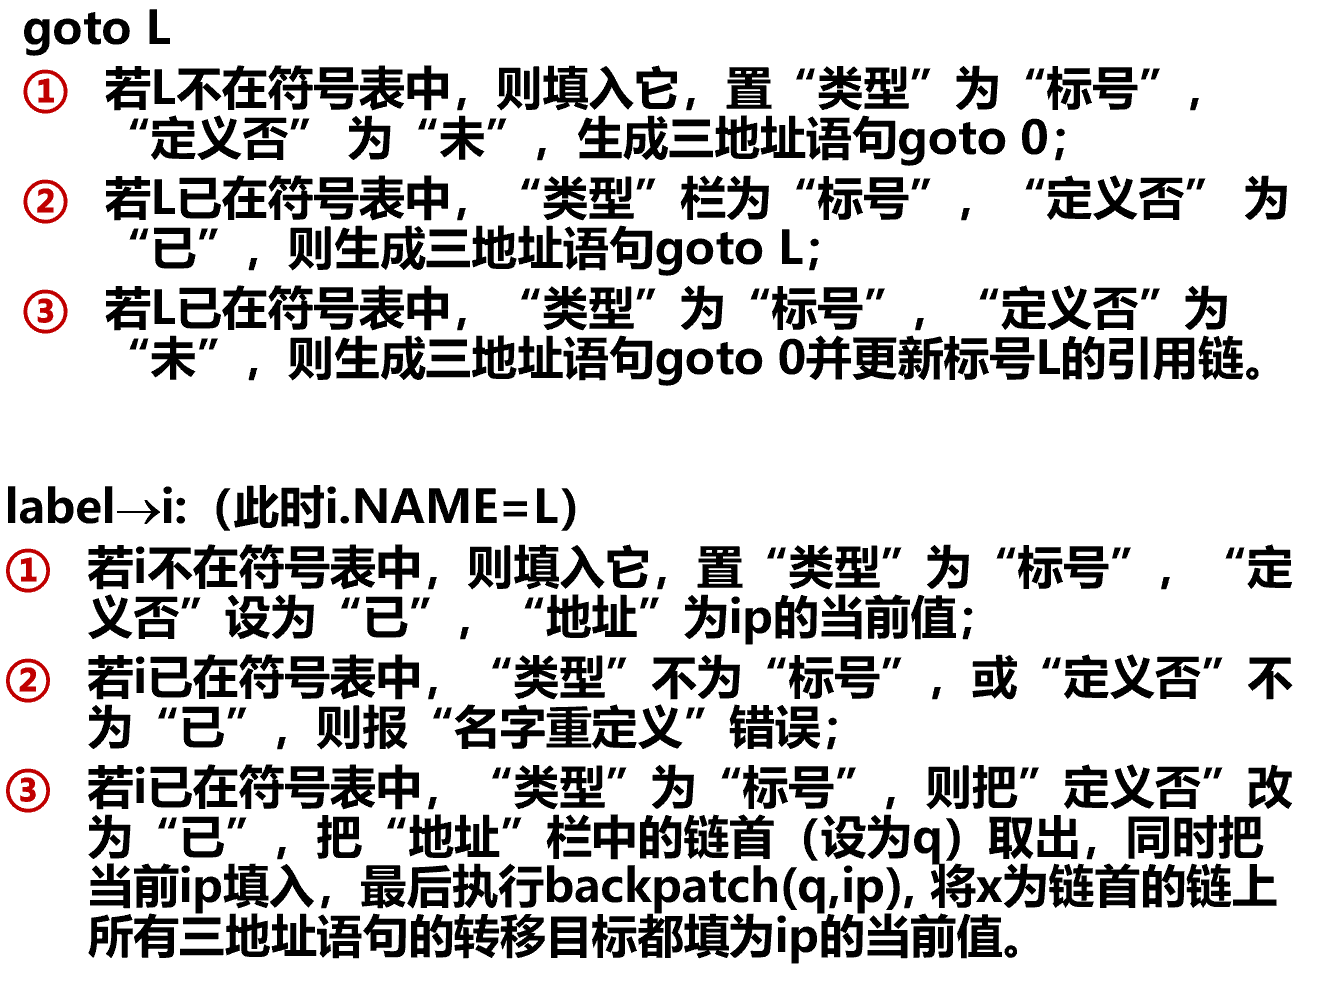 goto L
① 若L不在符号表中，则填入它，置“类型”为“标号”，
“定义否” 为“未”，生成三地址语句goto 0；
② 若L已在符号表中，“类型”栏为“标号”，“定义否” 为
“已”，则生成三地址语句goto L；
③ 若L已在符号表中，“类型”为“标号”，“定义否”为
“未”，则生成三地址语句goto 0并更新标号L的引用链。
label→i:（此时i.NAME=L）
① 若i不在符号表中，则填入它，置“类型”为“标号”，“定
义否”设为“已”，“地址”为ip的当前值；
② 若i已在符号表中，“类型”不为“标号”，或“定义否”不
为“已”，则报“名字重定义”错误；
③ 若i已在符号表中，“类型”为“标号”，则把”定义否”改
为“已”，把“地址”栏中的链首（设为q）取出，同时把
当前ip填入，最后执行backpatch(q,ip), 将x为链首的链上
所有三地址语句的转移目标都填为ip的当前值。